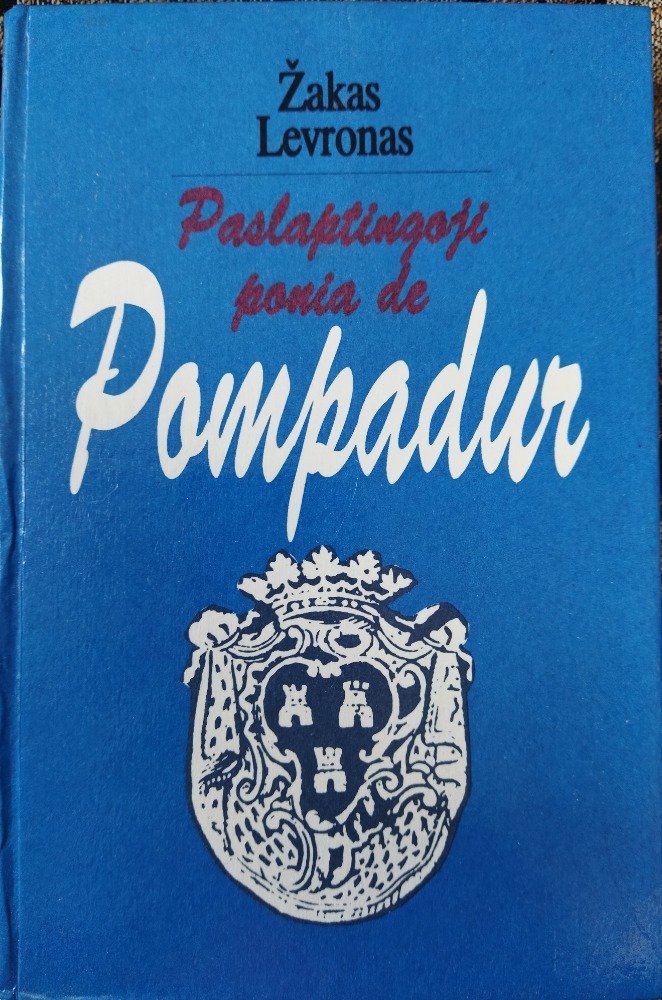 Žakas
Levronas
Paslaptingoji
ponia de
Pompadur